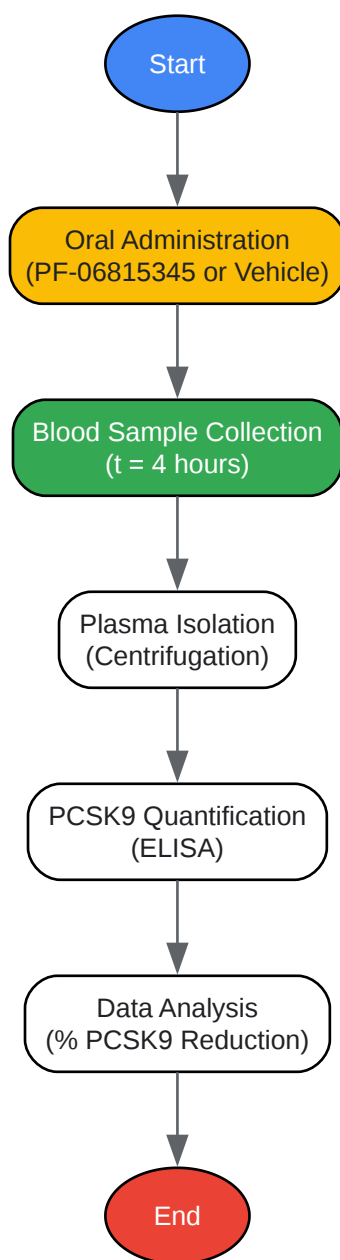 Start
Oral Administration
(PF-06815345 or Vehicle)
Blood Sample Collection
(t = 4 hours)
Plasma Isolation
(Centrifugation)
PCSK9 Quantification
(ELISA)
Data Analysis
(% PCSK9 Reduction)
End